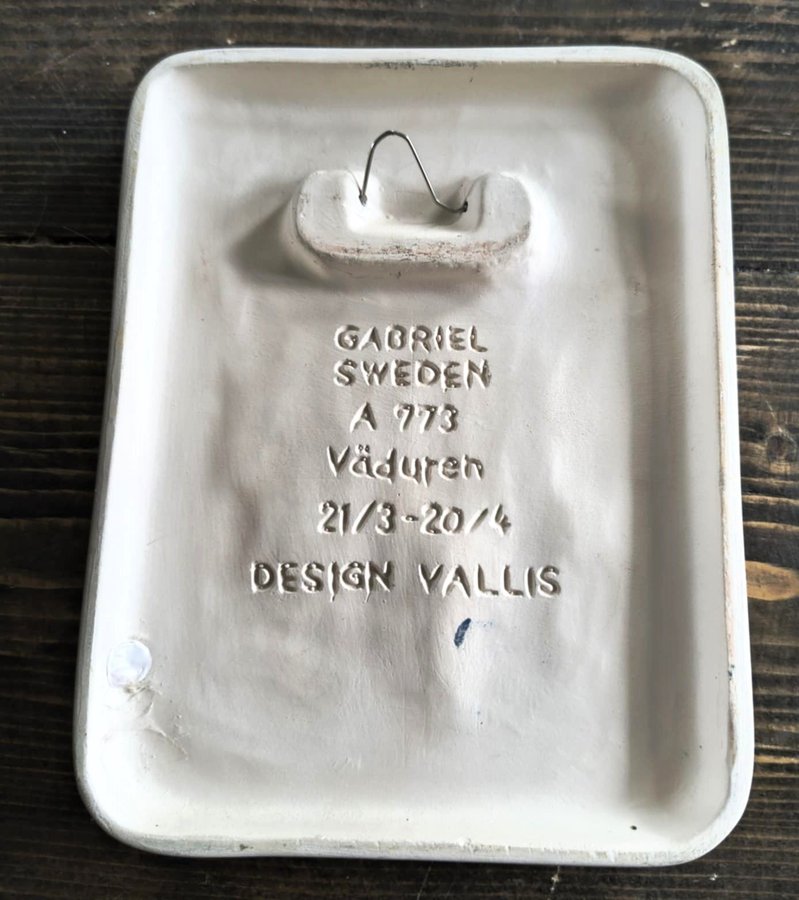 GABRIEL
SWEDEN
A 773
Väduren
21/3-20/4
DESIGN VALLIS